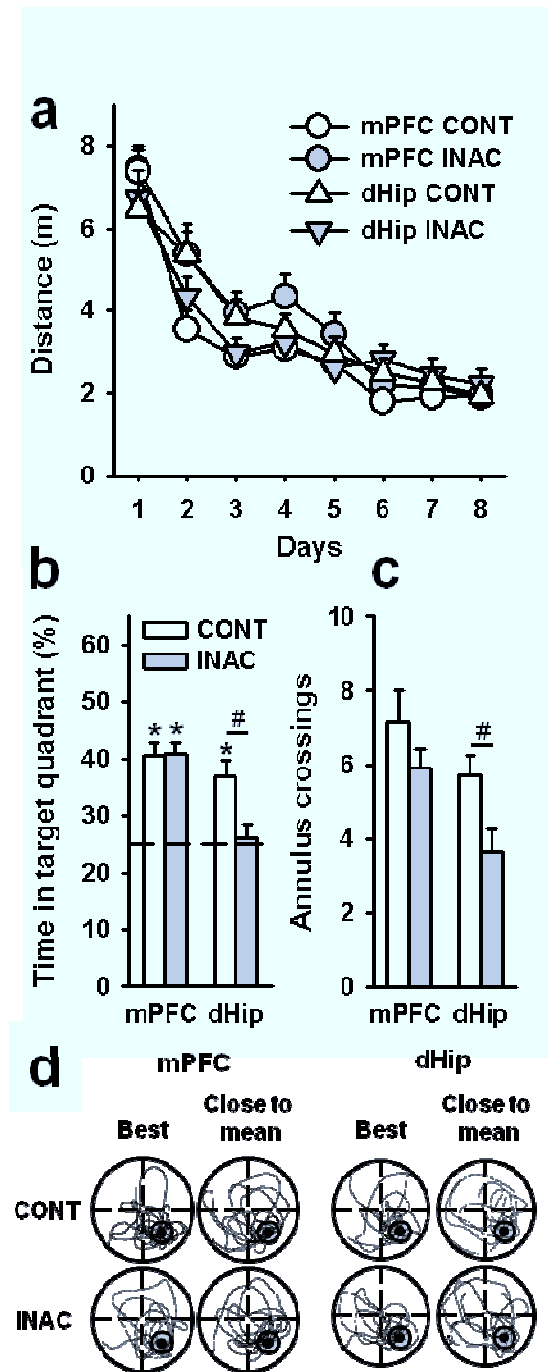 a
mPFC CONT
mPFC INAC
dHip CONT
dHip INAC
Distance (m)
8
6
4
2
0
1 2 3 4 5 6 7 8
Days
b
CONT
INAC
Time in target quadrant (%)
60
50
40
30
20
10
0
* * * #
mPFC dHip
c
Annulus crossings
10
8
6
4
2
0
#
mPFC dHip
d
mPFC dHip
Best Close to mean Best Close to mean
CONT
INAC